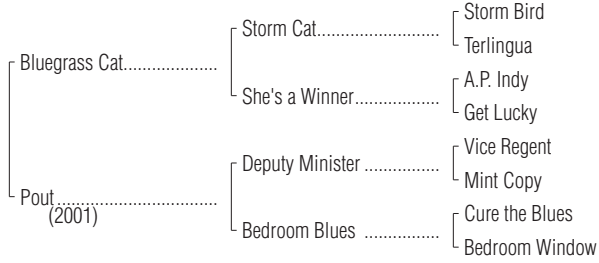 Storm Bird
Storm Cat..............................
Terlingua
Bluegrass Cat....................
She's a Winner....................
A.P. Indy
Get Lucky
Deputy Minister ..................
Vice Regent
Mint Copy
Pout ..................................
(2001)
Bedroom Blues ..................
Cure the Blues
Bedroom Window